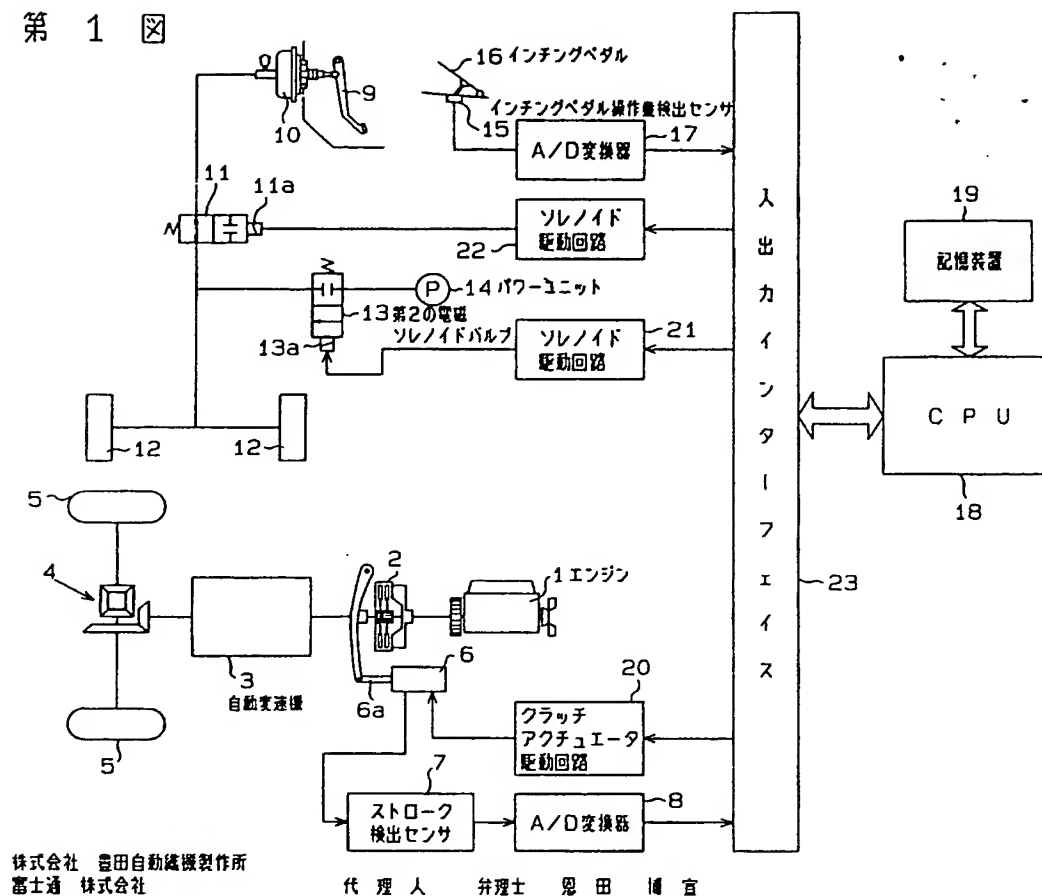 第 1 図
16 インチングペダル
9
10
インチングペダル操作量検出センサ
15
17
A/D変換器
11
11a
ソレノイド
駆動回路
22
19
記憶装置
P
14 パワーユニット
13 第2の電磁
ソレノイドバルブ
13a
21
ソレノイド
駆動回路
入出力インターフェイス
CPU
18
12
12
5
4
2
1 エンジン
23
3
自動変速機
6
6a
20
クラッチ
アクチュエータ
駆動回路
5
7
ストローク
検出センサ
8
A/D変換器
株式会社 豊田自動織機製作所
富士通 株式会社
代理人 弁理士 恩田博宣